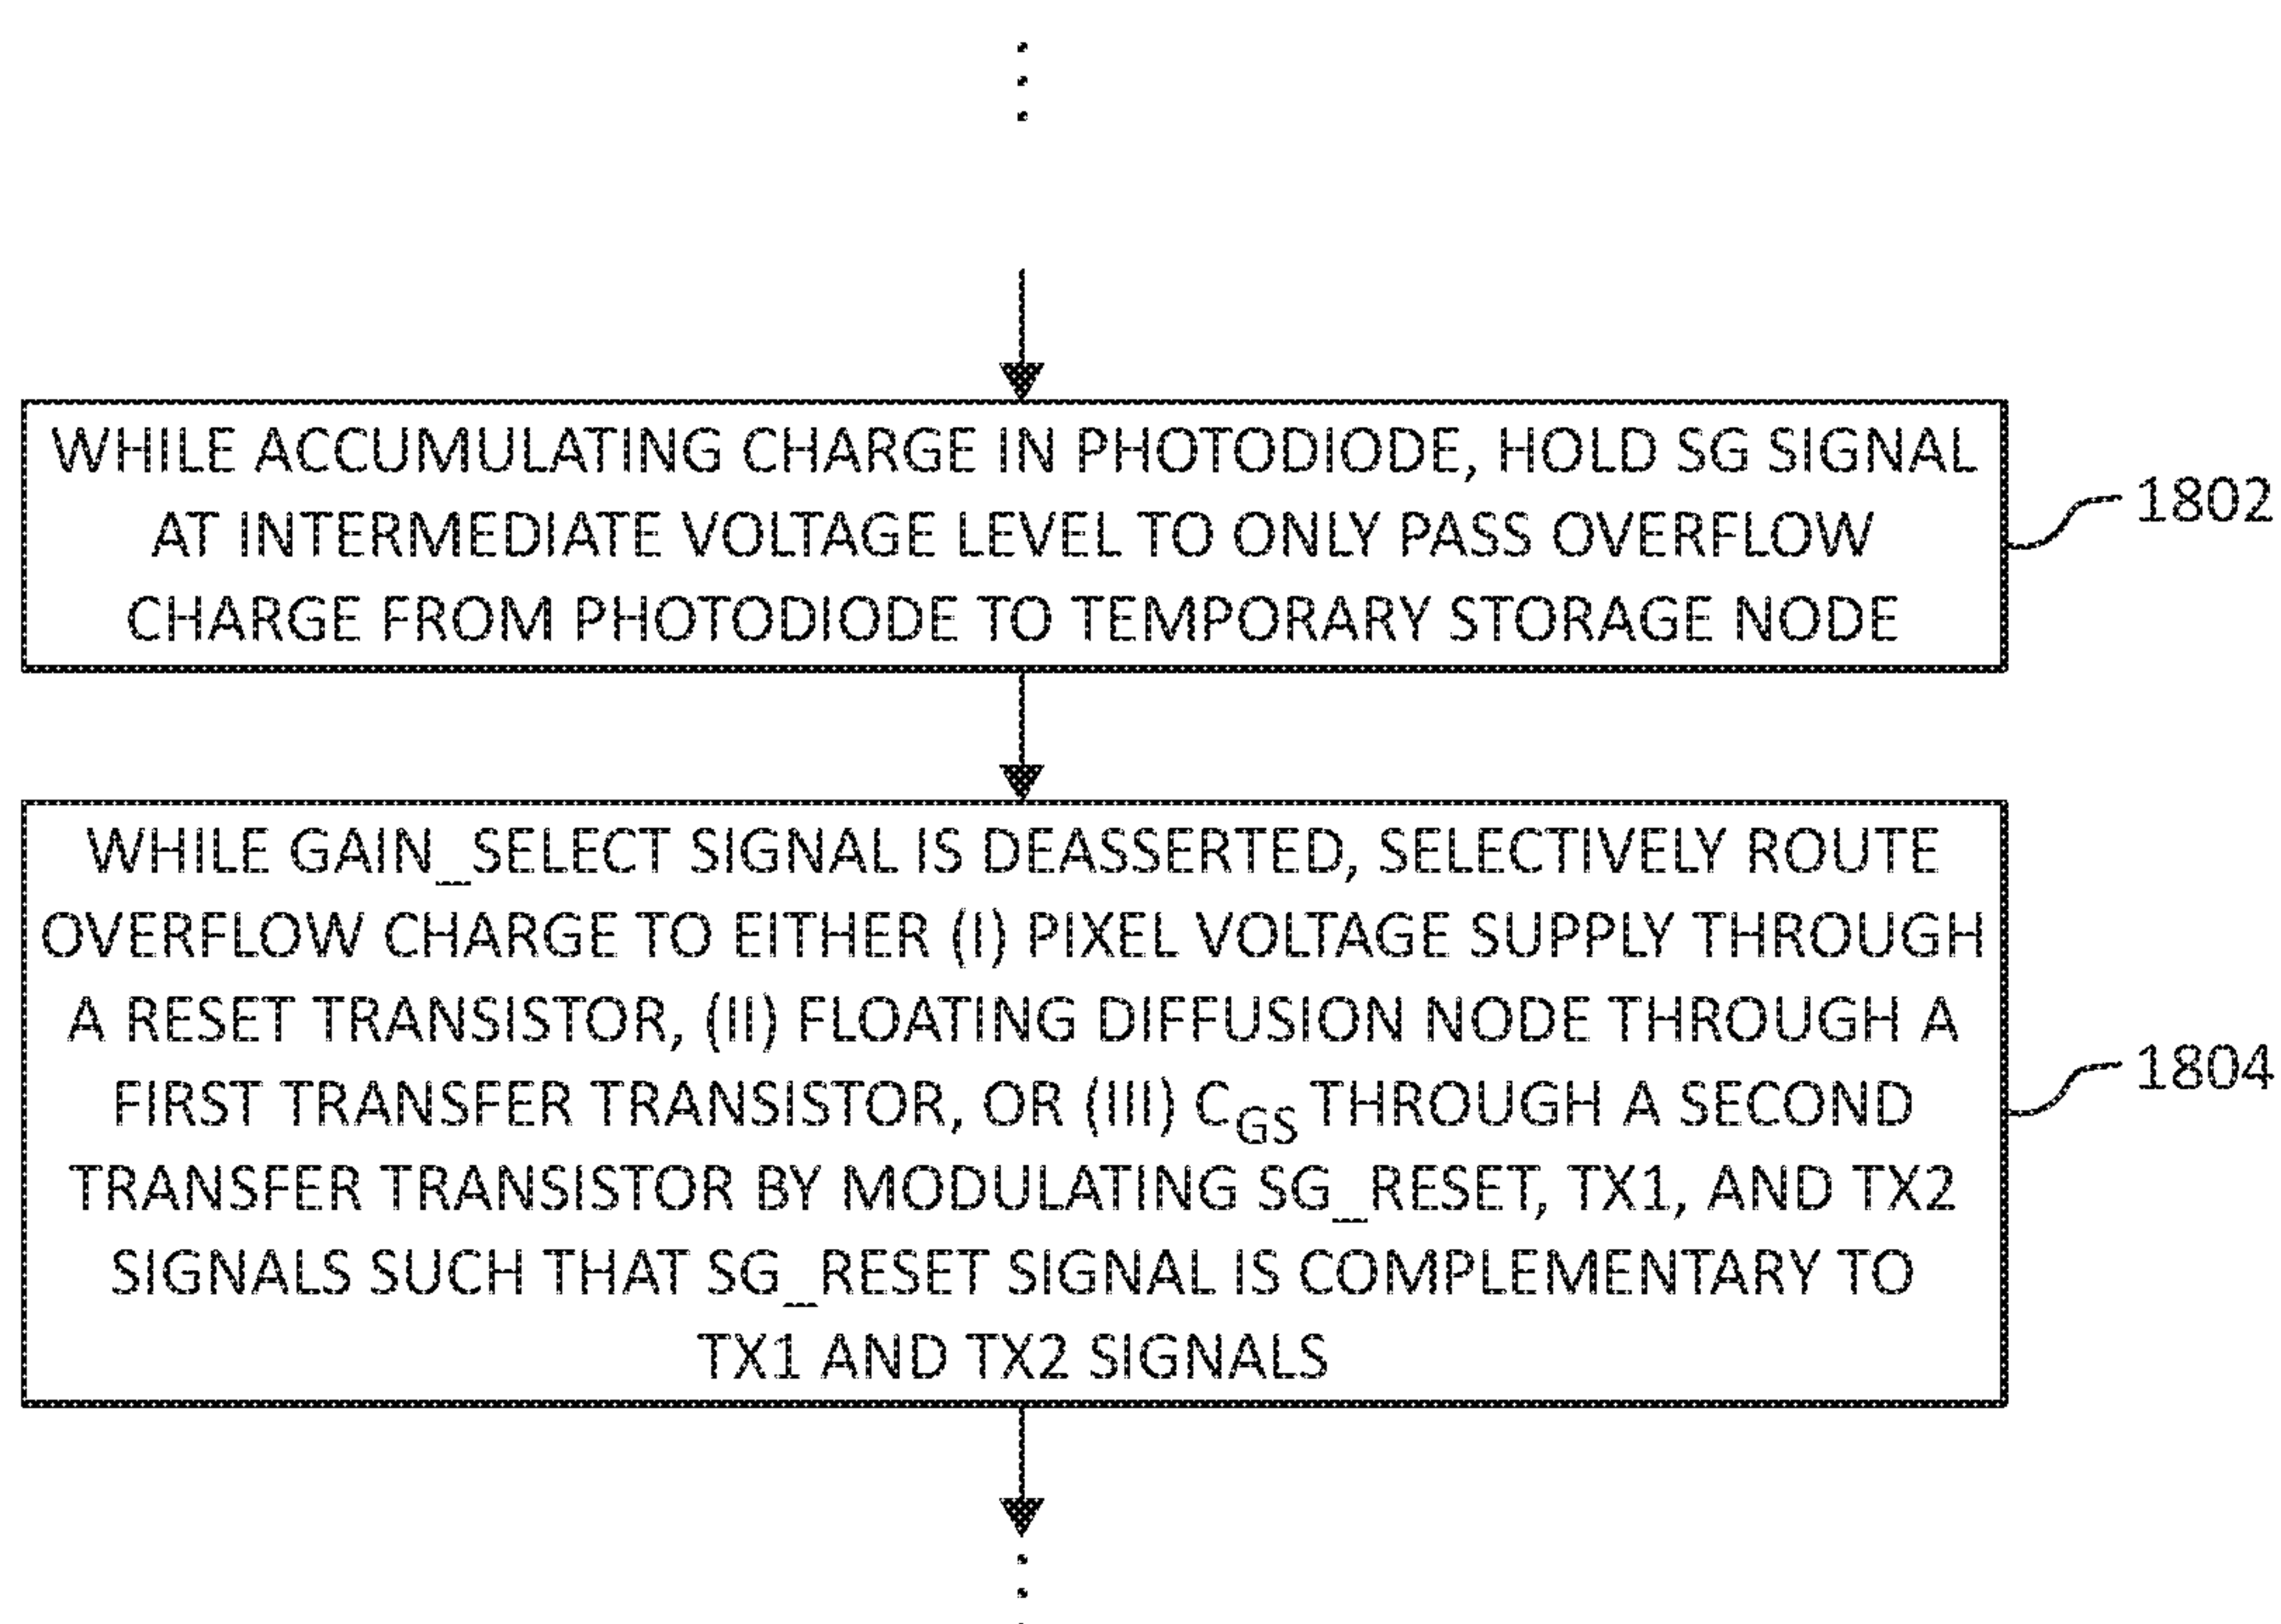 WHILE ACCUMULATING CHARGE IN PHOTODIODE, HOLD SG SIGNAL
AT INTERMEDIATE VOLTAGE LEVEL TO ONLY PASS OVERFLOW
CHARGE FROM PHOTODIODE TO TEMPORARY STORAGE NODE
1802
WHILE GAIN_SELECT SIGNAL IS DEASSERTED, SELECTIVELY ROUTE
OVERFLOW CHARGE TO EITHER (I) PIXEL VOLTAGE SUPPLY THROUGH
A RESET TRANSISTOR, (II) FLOATING DIFFUSION NODE THROUGH A
FIRST TRANSFER TRANSISTOR, OR (III) CGS THROUGH A SECOND
TRANSFER TRANSISTOR BY MODULATING SG_RESET, TX1, AND TX2
SIGNALS SUCH THAT SG_RESET SIGNAL IS COMPLEMENTARY TO
TX1 AND TX2 SIGNALS
1804